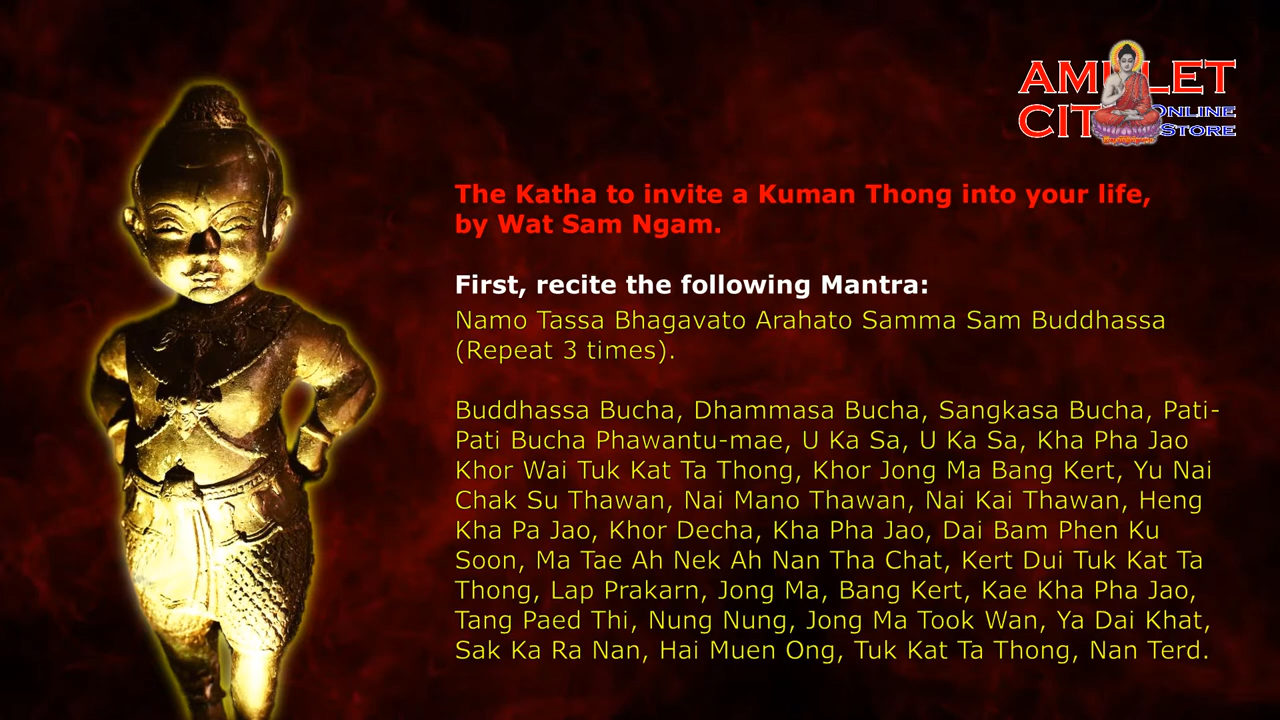 AMULET
CITY ONLINE
STORE
The Katha to invite a Kuman Thong into your life,
by Wat Sam Ngam.
First, recite the following Mantra:
Namo Tassa Bhagavato Arahato Samma Sam Buddhassa
(Repeat 3 times).
Buddhassa Bucha, Dhammasa Bucha, Sangkasa Bucha, Pati-
Pati Bucha Phawantu-mae, U Ka Sa, U Ka Sa, Kha Pha Jao
Khor Wai Tuk Kat Ta Thong, Khor Jong Ma Bang Kert, Yu Nai
Chak Su Thawan, Nai Mano Thawan, Nai Kai Thawan, Heng
Kha Pa Jao, Khor Decha, Kha Pha Jao, Dai Bam Phen Ku
Soon, Ma Tae Ah Nek Ah Nan Tha Chat, Kert Dui Tuk Kat Ta
Thong, Lap Prakarn, Jong Ma, Bang Kert, Kae Kha Pha Jao,
Tang Paed Thi, Nung Nung, Jong Ma Took Wan, Ya Dai Khat,
Sak Ka Ra Nan, Hai Muen Ong, Tuk Kat Ta Thong, Nan Terd.